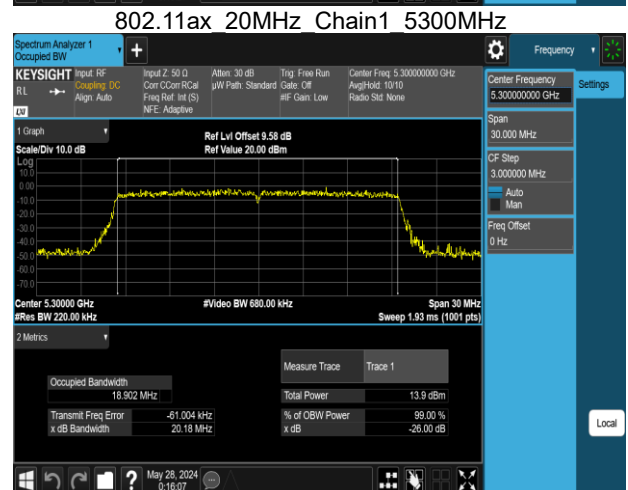 802.11ax_20MHz_Chain1_5300MHz
Spectrum Analyzer 1
Occupied BW
Frequency
KEYSIGHT
Input: RF
Coupling: DC
Align: Auto
RL
LXI
Input Z: 50 Ω
Corr CCorr RCal
Freq Ref: Int (S)
NFE: Adaptive
Atten: 30 dB
µW Path: Standard
Trig: Free Run
Gate: Off
#IF Gain: Low
Center Freq: 5.300000000 GHz
Avg|Hold: 10/10
Radio Std: None
Center Frequency
5.300000000 GHz
Settings
Span
30.000 MHz
CF Step
3.000000 MHz
Auto
Man
Freq Offset
0 Hz
1 Graph
Scale/Div 10.0 dB
Ref Lvl Offset 9.58 dB
Ref Value 20.00 dBm
Log
10.0
0.00
-10.0
-20.0
-30.0
-40.0
-50.0
-60.0
-70.0
Center 5.30000 GHz
#Video BW 680.00 kHz
Span 30 MHz
#Res BW 220.00 kHz
Sweep 1.93 ms (1001 pts)
2 Metrics
Measure Trace
Trace 1
Occupied Bandwidth
18.902 MHz
Total Power
13.9 dBm
Transmit Freq Error
-61.004 kHz
% of OBW Power
99.00 %
x dB Bandwidth
20.18 MHz
x dB
-26.00 dB
Local
?
May 28, 2024
0:16:07